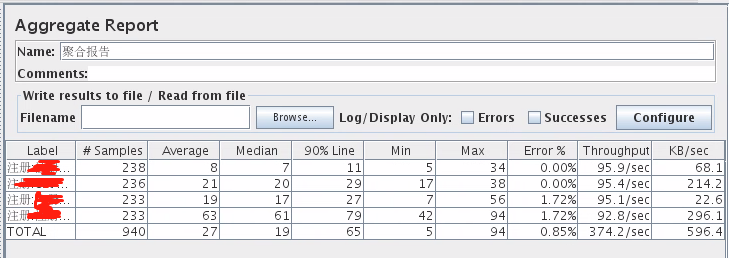 Aggregate Report
Name: 聚合报告
Comments:
Write results to file / Read from file
Filename Browse... Log/Display Only: Errors Successes Configure
Label # Samples Average Median 90% Line Min Max Error % Throughput KB/sec
注册 238 8 7 11 5 34 0.00% 95.9/sec 68.1
注册 236 21 20 29 17 38 0.00% 95.4/sec 214.2
注册 233 19 17 27 7 56 1.72% 95.1/sec 22.6
注册 233 63 61 79 42 94 1.72% 92.8/sec 296.1
TOTAL 940 27 19 65 5 94 0.85% 374.2/sec 596.4